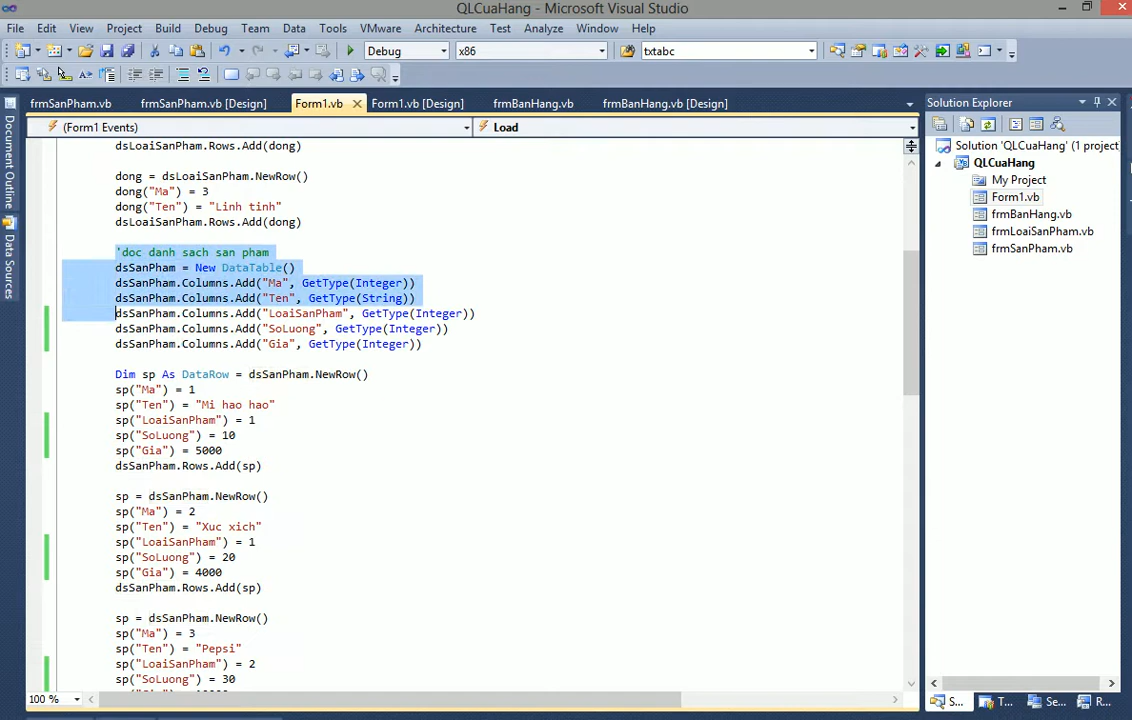 QLCuaHang - Microsoft Visual Studio
File Edit View Project Build Debug Team Data Tools VMware Architecture Test Analyze Window Help
Debug x86 txtabc
frmSanPham.vb frmSanPham.vb [Design] Form1.vb Form1.vb [Design] frmBanHang.vb frmBanHang.vb [Design]
(Form1 Events) Load
Document Outline
Data Sources
dsLoaiSanPham.Rows.Add(dong)
dong = dsLoaiSanPham.NewRow()
dong("Ma") = 3
dong("Ten") = "Linh tinh"
dsLoaiSanPham.Rows.Add(dong)
'doc danh sach san pham
dsSanPham = New DataTable()
dsSanPham.Columns.Add("Ma", GetType(Integer))
dsSanPham.Columns.Add("Ten", GetType(String))
dsSanPham.Columns.Add("LoaiSanPham", GetType(Integer))
dsSanPham.Columns.Add("SoLuong", GetType(Integer))
dsSanPham.Columns.Add("Gia", GetType(Integer))
Dim sp As DataRow = dsSanPham.NewRow()
sp("Ma") = 1
sp("Ten") = "Mi hao hao"
sp("LoaiSanPham") = 1
sp("SoLuong") = 10
sp("Gia") = 5000
dsSanPham.Rows.Add(sp)
sp = dsSanPham.NewRow()
sp("Ma") = 2
sp("Ten") = "Xuc xich"
sp("LoaiSanPham") = 1
sp("SoLuong") = 20
sp("Gia") = 4000
dsSanPham.Rows.Add(sp)
sp = dsSanPham.NewRow()
sp("Ma") = 3
sp("Ten") = "Pepsi"
sp("LoaiSanPham") = 2
sp("SoLuong") = 30
100 %
Solution Explorer
Solution 'QLCuaHang' (1 project
QLCuaHang
My Project
Form1.vb
frmBanHang.vb
frmLoaiSanPham.vb
frmSanPham.vb
S... T... Se... R...